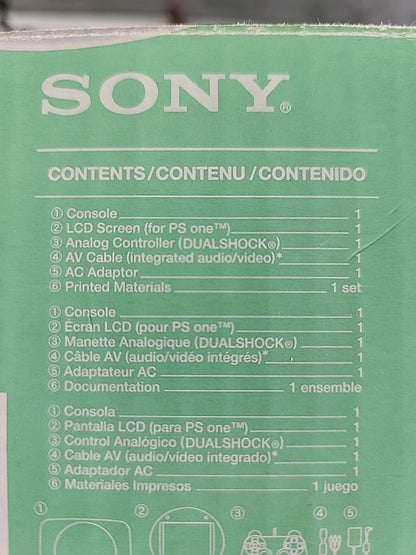 SONY®
CONTENTS/CONTENU/CONTENIDO
① Console 1
② LCD Screen (for PS one™) 1
③ Analog Controller (DUALSHOCK®) 1
④ AV Cable (integrated audio/video)* 1
⑤ AC Adaptor 1
⑥ Printed Materials 1 set
① Console 1
② Écran LCD (pour PS one™) 1
③ Manette Analogique (DUALSHOCK®) 1
④ Câble AV (audio/vidéo intégrés)* 1
⑤ Adaptateur AC 1
⑥ Documentation 1 ensemble
① Consola 1
② Pantalla LCD (para PS one™) 1
③ Control Analógico (DUALSHOCK®) 1
④ Cable AV (audio/vídeo integrado)* 1
⑤ Adaptador AC 1
⑥ Materiales Impresos 1 juego
① ② ③ ④ ⑤